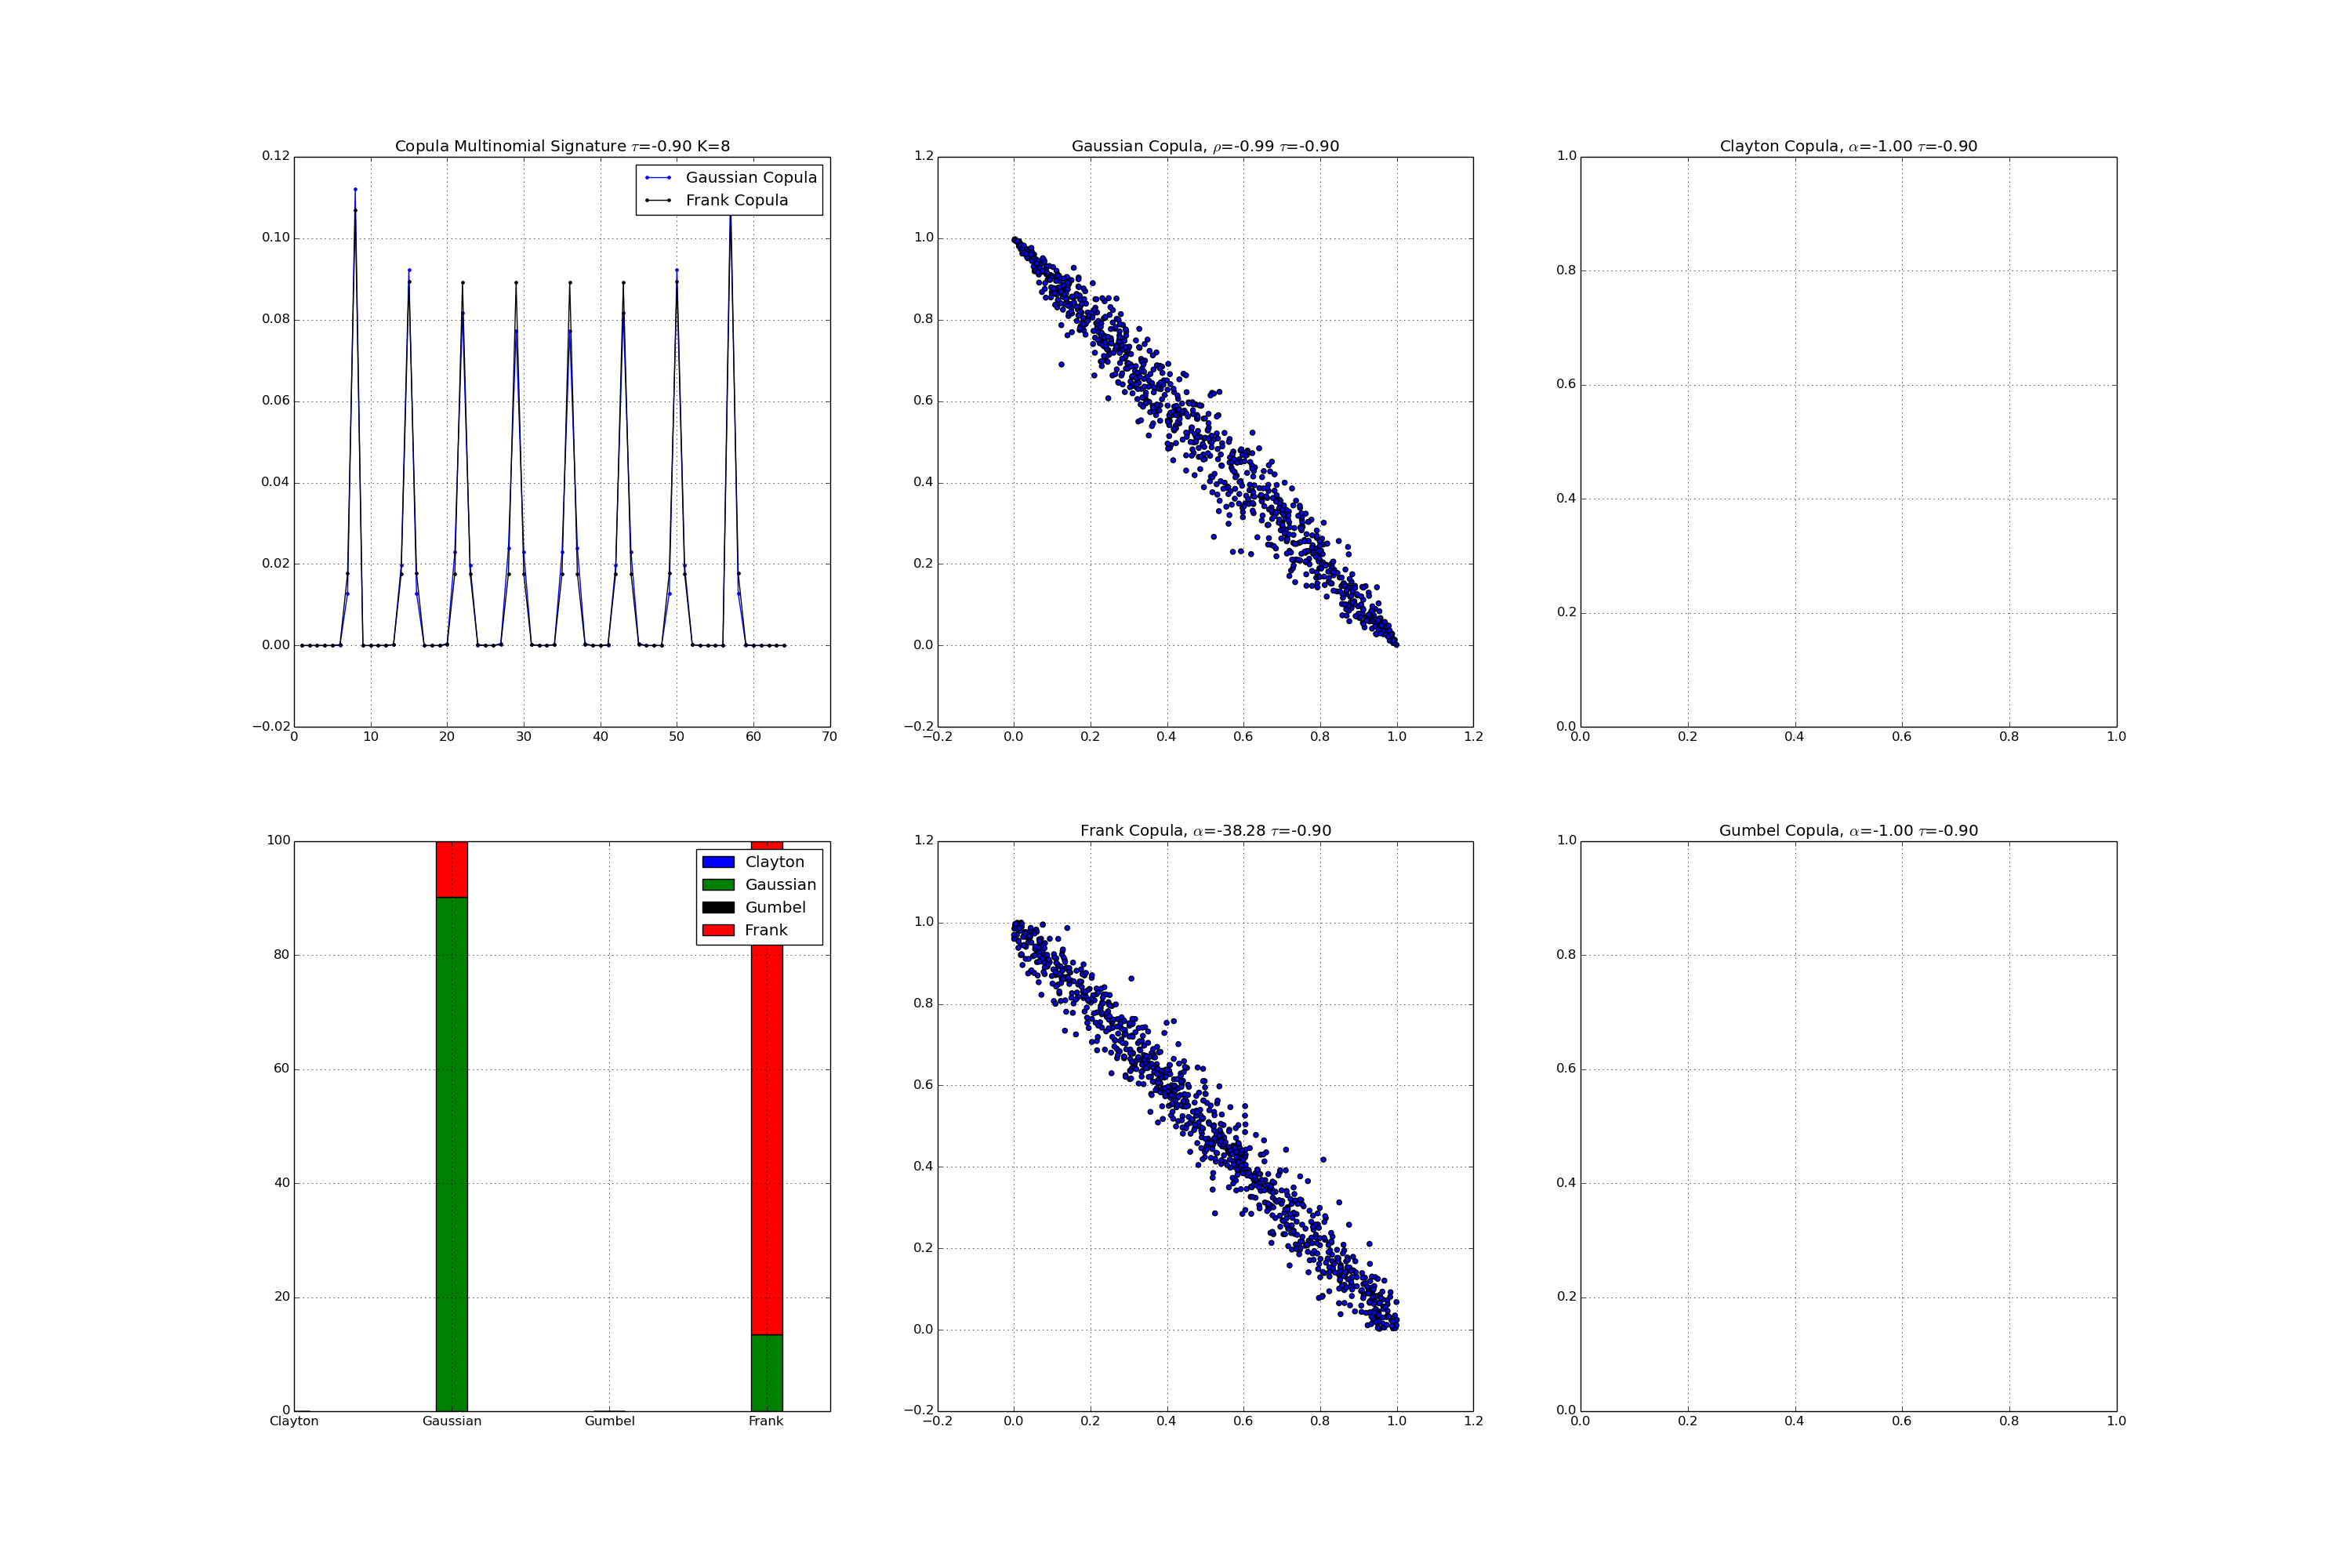 Copula Multinomial Signature τ=-0.90 K=8
0.12
0.10
0.08
0.06
0.04
0.02
0.00
−0.02
0 10 20 30 40 50 60 70
Gaussian Copula
Frank Copula
Gaussian Copula, ρ=-0.99 τ=-0.90
1.2
1.0
0.8
0.6
0.4
0.2
0.0
−0.2
−0.2 0.0 0.2 0.4 0.6 0.8 1.0 1.2
Clayton Copula, α=-1.00 τ=-0.90
1.0
0.8
0.6
0.4
0.2
0.0
0.0 0.2 0.4 0.6 0.8 1.0
100
80
60
40
20
0
Clayton Gaussian Gumbel Frank
Clayton
Gaussian
Gumbel
Frank
Frank Copula, α=-38.28 τ=-0.90
1.2
1.0
0.8
0.6
0.4
0.2
0.0
−0.2
−0.2 0.0 0.2 0.4 0.6 0.8 1.0 1.2
Gumbel Copula, α=-1.00 τ=-0.90
1.0
0.8
0.6
0.4
0.2
0.0
0.0 0.2 0.4 0.6 0.8 1.0